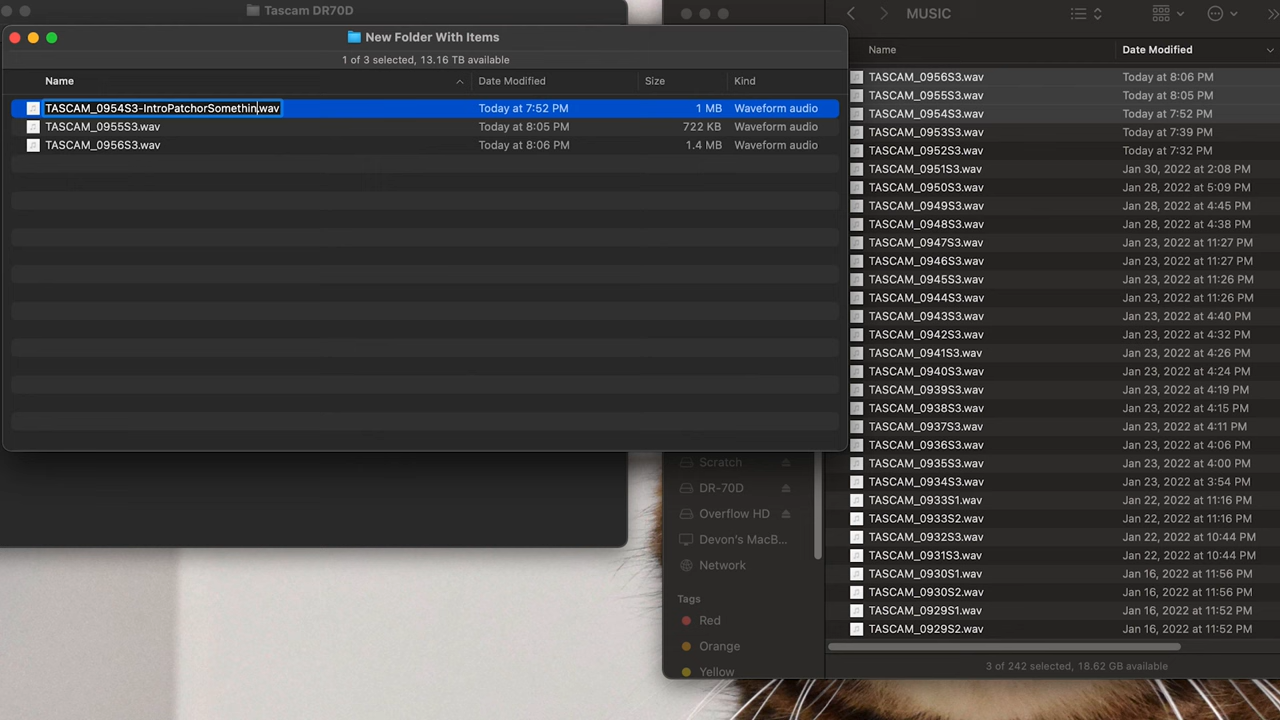 Tascam DR70D
New Folder With Items
1 of 3 selected, 13.16 TB available
Name Date Modified Size Kind
TASCAM_0954S3-IntroPatchorSomethin.wav Today at 7:52 PM 1 MB Waveform audio
TASCAM_0955S3.wav Today at 8:05 PM 722 KB Waveform audio
TASCAM_0956S3.wav Today at 8:06 PM 1.4 MB Waveform audio
MUSIC
Name Date Modified
TASCAM_0956S3.wav Today at 8:06 PM
TASCAM_0955S3.wav Today at 8:05 PM
TASCAM_0954S3.wav Today at 7:52 PM
TASCAM_0953S3.wav Today at 7:39 PM
TASCAM_0952S3.wav Today at 7:32 PM
TASCAM_0951S3.wav Jan 30, 2022 at 2:08 PM
TASCAM_0950S3.wav Jan 28, 2022 at 5:09 PM
TASCAM_0949S3.wav Jan 28, 2022 at 4:45 PM
TASCAM_0948S3.wav Jan 28, 2022 at 4:38 PM
TASCAM_0947S3.wav Jan 23, 2022 at 11:27 PM
TASCAM_0946S3.wav Jan 23, 2022 at 11:27 PM
TASCAM_0945S3.wav Jan 23, 2022 at 11:26 PM
TASCAM_0944S3.wav Jan 23, 2022 at 11:26 PM
TASCAM_0943S3.wav Jan 23, 2022 at 4:40 PM
TASCAM_0942S3.wav Jan 23, 2022 at 4:32 PM
TASCAM_0941S3.wav Jan 23, 2022 at 4:26 PM
TASCAM_0940S3.wav Jan 23, 2022 at 4:24 PM
TASCAM_0939S3.wav Jan 23, 2022 at 4:19 PM
TASCAM_0938S3.wav Jan 23, 2022 at 4:15 PM
TASCAM_0937S3.wav Jan 23, 2022 at 4:11 PM
TASCAM_0936S3.wav Jan 23, 2022 at 4:06 PM
TASCAM_0935S3.wav Jan 23, 2022 at 4:00 PM
TASCAM_0934S3.wav Jan 23, 2022 at 3:54 PM
TASCAM_0933S1.wav Jan 22, 2022 at 11:16 PM
TASCAM_0933S2.wav Jan 22, 2022 at 11:16 PM
TASCAM_0932S3.wav Jan 22, 2022 at 10:44 PM
TASCAM_0931S3.wav Jan 22, 2022 at 10:44 PM
TASCAM_0930S1.wav Jan 16, 2022 at 11:56 PM
TASCAM_0930S2.wav Jan 16, 2022 at 11:56 PM
TASCAM_0929S1.wav Jan 16, 2022 at 11:52 PM
TASCAM_0929S2.wav Jan 16, 2022 at 11:52 PM
3 of 242 selected, 18.62 GB available
Scratch
DR-70D
Overflow HD
Devon's MacB...
Network
Tags
Red
Orange
Yellow